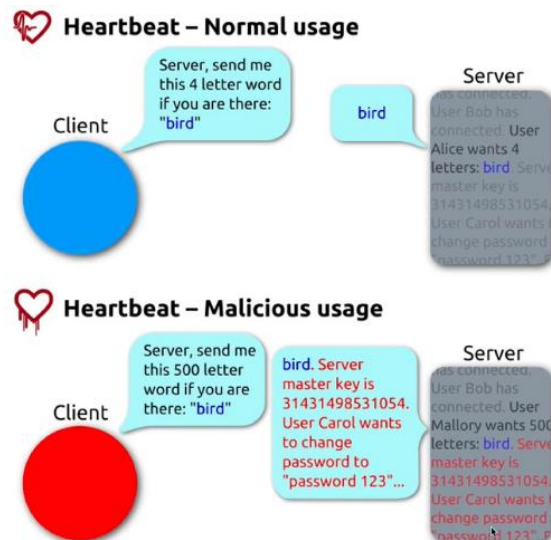 Heartbeat – Normal usage
Server, send me
this 4 letter word
if you are there:
"bird"
Client
bird
Server
has connected.
User Bob has
connected. User
Alice wants 4
letters: bird. Serve
master key is
31431498531054.
User Carol wants
change password
"password 123".
Heartbeat – Malicious usage
Server, send me
this 500 letter
word if you are
there: "bird"
Client
bird. Server
master key is
31431498531054.
User Carol wants
to change
password to
"password 123"...
Server
has connected.
User Bob has
connected. User
Mallory wants 500
letters: bird. Serve
master key is
31431498531054.
User Carol wants
change password
"password 123".